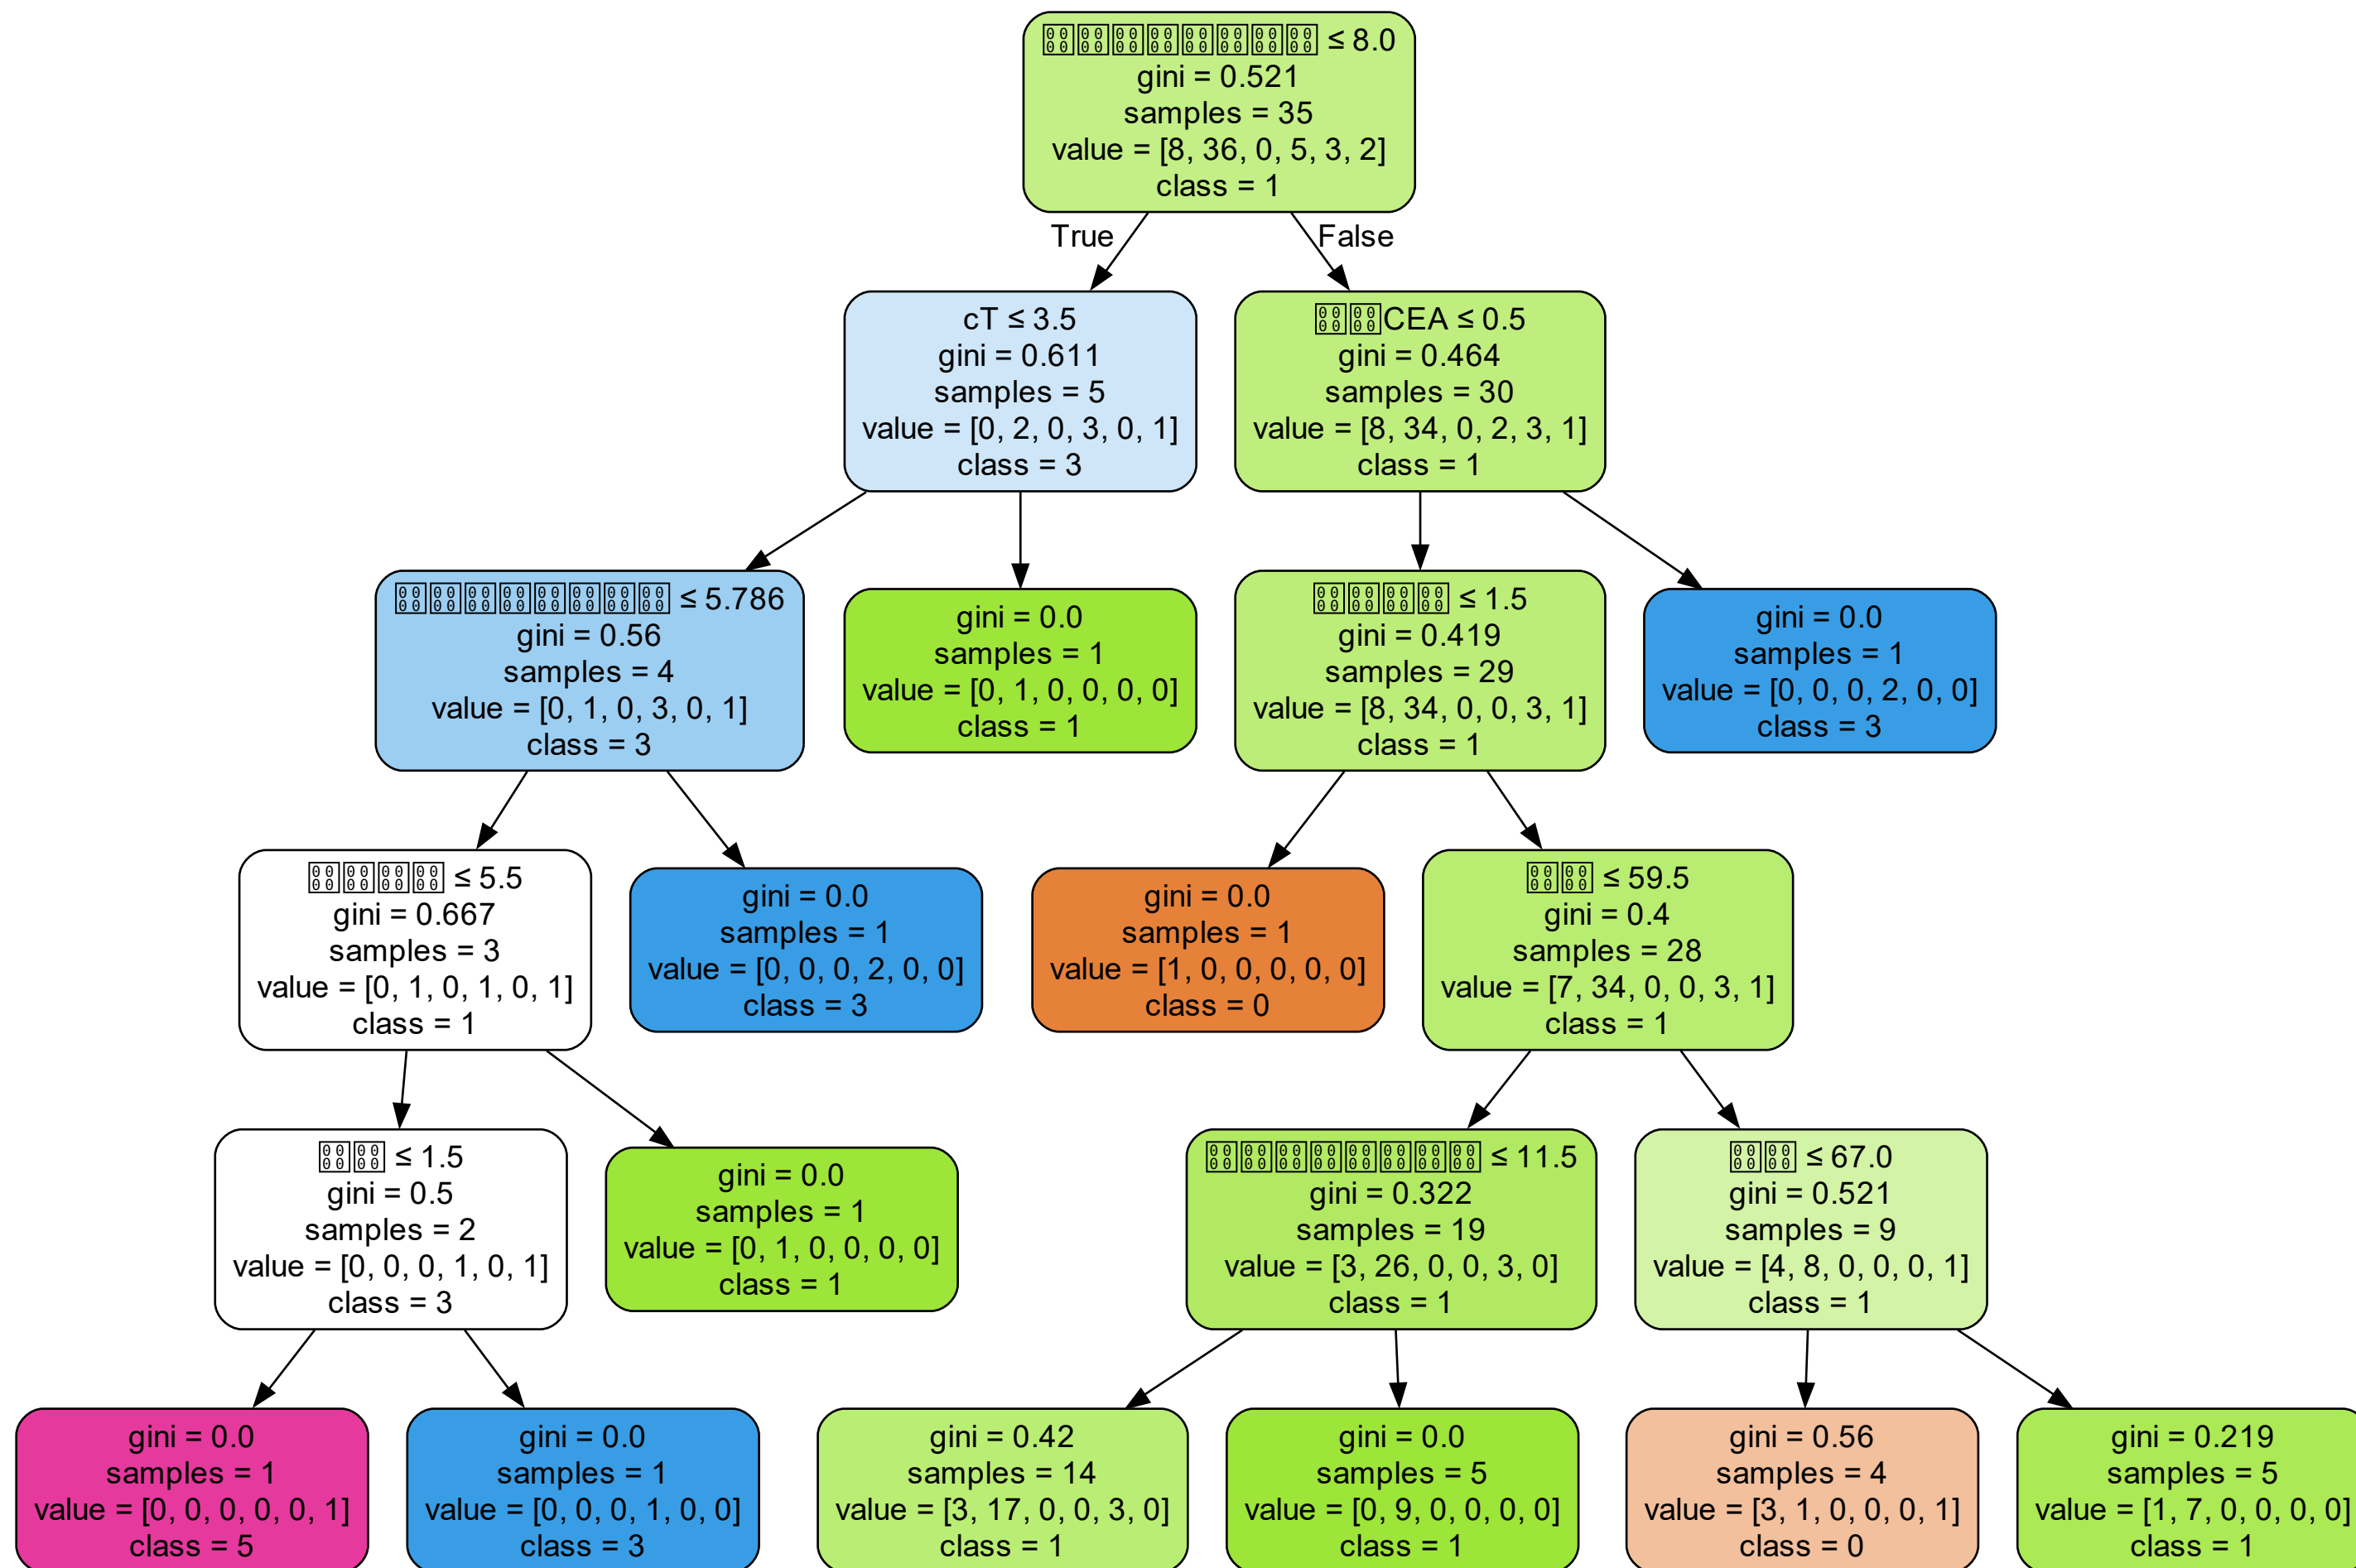 ≤ 8.0
gini = 0.521
samples = 35
value = [8, 36, 0, 5, 3, 2]
class = 1
True
False
cT ≤ 3.5
gini = 0.611
samples = 5
value = [0, 2, 0, 3, 0, 1]
class = 3
CEA ≤ 0.5
gini = 0.464
samples = 30
value = [8, 34, 0, 2, 3, 1]
class = 1
≤ 5.786
gini = 0.56
samples = 4
value = [0, 1, 0, 3, 0, 1]
class = 3
gini = 0.0
samples = 1
value = [0, 1, 0, 0, 0, 0]
class = 1
≤ 1.5
gini = 0.419
samples = 29
value = [8, 34, 0, 0, 3, 1]
class = 1
gini = 0.0
samples = 1
value = [0, 0, 0, 2, 0, 0]
class = 3
≤ 5.5
gini = 0.667
samples = 3
value = [0, 1, 0, 1, 0, 1]
class = 1
gini = 0.0
samples = 1
value = [0, 0, 0, 2, 0, 0]
class = 3
gini = 0.0
samples = 1
value = [1, 0, 0, 0, 0, 0]
class = 0
≤ 59.5
gini = 0.4
samples = 28
value = [7, 34, 0, 0, 3, 1]
class = 1
≤ 1.5
gini = 0.5
samples = 2
value = [0, 0, 0, 1, 0, 1]
class = 3
gini = 0.0
samples = 1
value = [0, 1, 0, 0, 0, 0]
class = 1
≤ 11.5
gini = 0.322
samples = 19
value = [3, 26, 0, 0, 3, 0]
class = 1
≤ 67.0
gini = 0.521
samples = 9
value = [4, 8, 0, 0, 0, 1]
class = 1
gini = 0.0
samples = 1
value = [0, 0, 0, 0, 0, 1]
class = 5
gini = 0.0
samples = 1
value = [0, 0, 0, 1, 0, 0]
class = 3
gini = 0.42
samples = 14
value = [3, 17, 0, 0, 3, 0]
class = 1
gini = 0.0
samples = 5
value = [0, 9, 0, 0, 0, 0]
class = 1
gini = 0.56
samples = 4
value = [3, 1, 0, 0, 0, 1]
class = 0
gini = 0.219
samples = 5
value = [1, 7, 0, 0, 0, 0]
class = 1